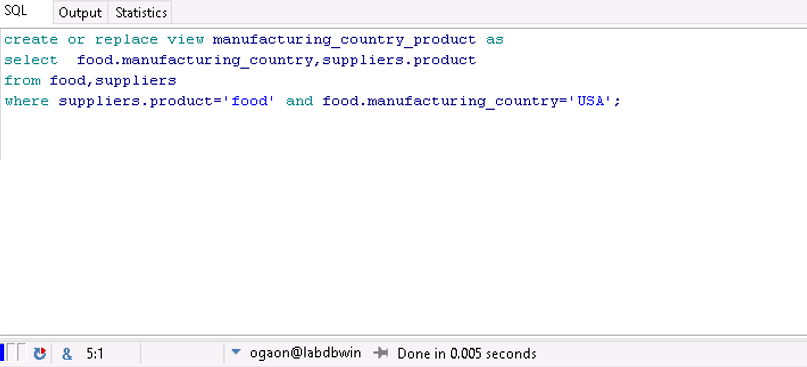 SQL Output Statistics
create or replace view manufacturing_country_product as
select  food.manufacturing_country,suppliers.product
from food,suppliers
where suppliers.product='food' and food.manufacturing_country='USA';
& 5:1 ogaon@labdbwin Done in 0.005 seconds